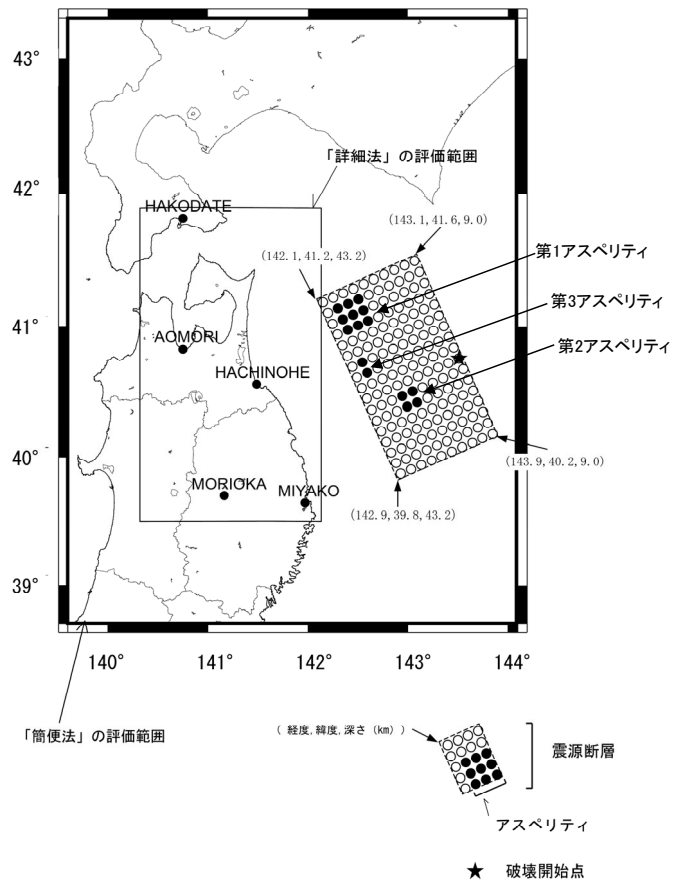 43°
42°
41°
40°
39°
140°
141°
142°
143°
144°
「詳細法」の評価範囲
HAKODATE
(143.1, 41.6, 9.0)
(142.1, 41.2, 43.2)
第1アスペリティ
第3アスペリティ
第2アスペリティ
AOMORI
HACHINOHE
MORIOKA
MIYAKO
(143.9, 40.2, 9.0)
(142.9, 39.8, 43.2)
「簡便法」の評価範囲
( 経度, 緯度, 深さ (km) )
震源断層
アスペリティ
★ 破壊開始点